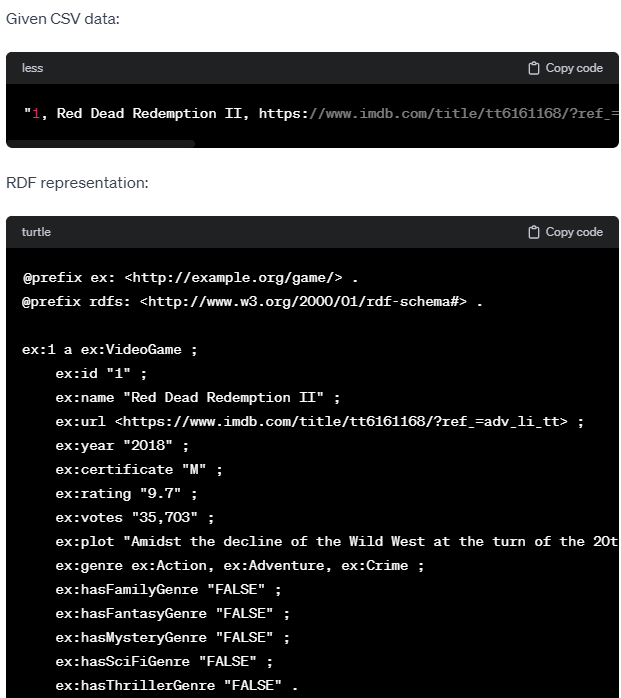 Given CSV data:
less
Copy code
"1, Red Dead Redemption II, https://www.imdb.com/title/tt6161168/?ref_=
RDF representation:
turtle
Copy code
@prefix ex: <http://example.org/game/> .
@prefix rdfs: <http://www.w3.org/2000/01/rdf-schema#> .
ex:1 a ex:VideoGame ;
ex:id "1" ;
ex:name "Red Dead Redemption II" ;
ex:url <https://www.imdb.com/title/tt6161168/?ref_=adv_li_tt> ;
ex:year "2018" ;
ex:certificate "M" ;
ex:rating "9.7" ;
ex:votes "35,703" ;
ex:plot "Amidst the decline of the Wild West at the turn of the 20t
ex:genre ex:Action, ex:Adventure, ex:Crime ;
ex:hasFamilyGenre "FALSE" ;
ex:hasFantasyGenre "FALSE" ;
ex:hasMysteryGenre "FALSE" ;
ex:hasSciFiGenre "FALSE" ;
ex:hasThrillerGenre "FALSE" .